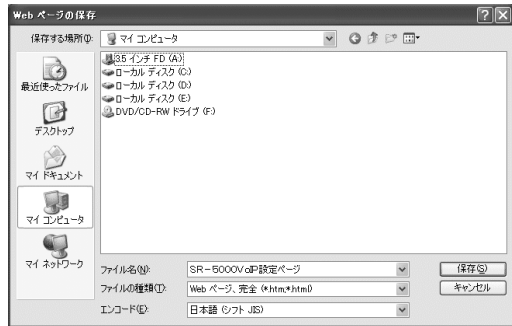 Web ページの保存
保存する場所(I):
マイ コンピュータ
3.5 インチ FD (A:)
ローカル ディスク (C:)
ローカル ディスク (D:)
ローカル ディスク (E:)
DVD/CD-RW ドライブ (F:)
最近使ったファイル
デスクトップ
マイ ドキュメント
マイ コンピュータ
マイ ネットワーク
ファイル名(N):
SR-5000VoIP設定ページ
保存(S)
ファイルの種類(T):
Web ページ、完全 (*.htm;*.html)
キャンセル
エンコード(E):
日本語 (シフト JIS)